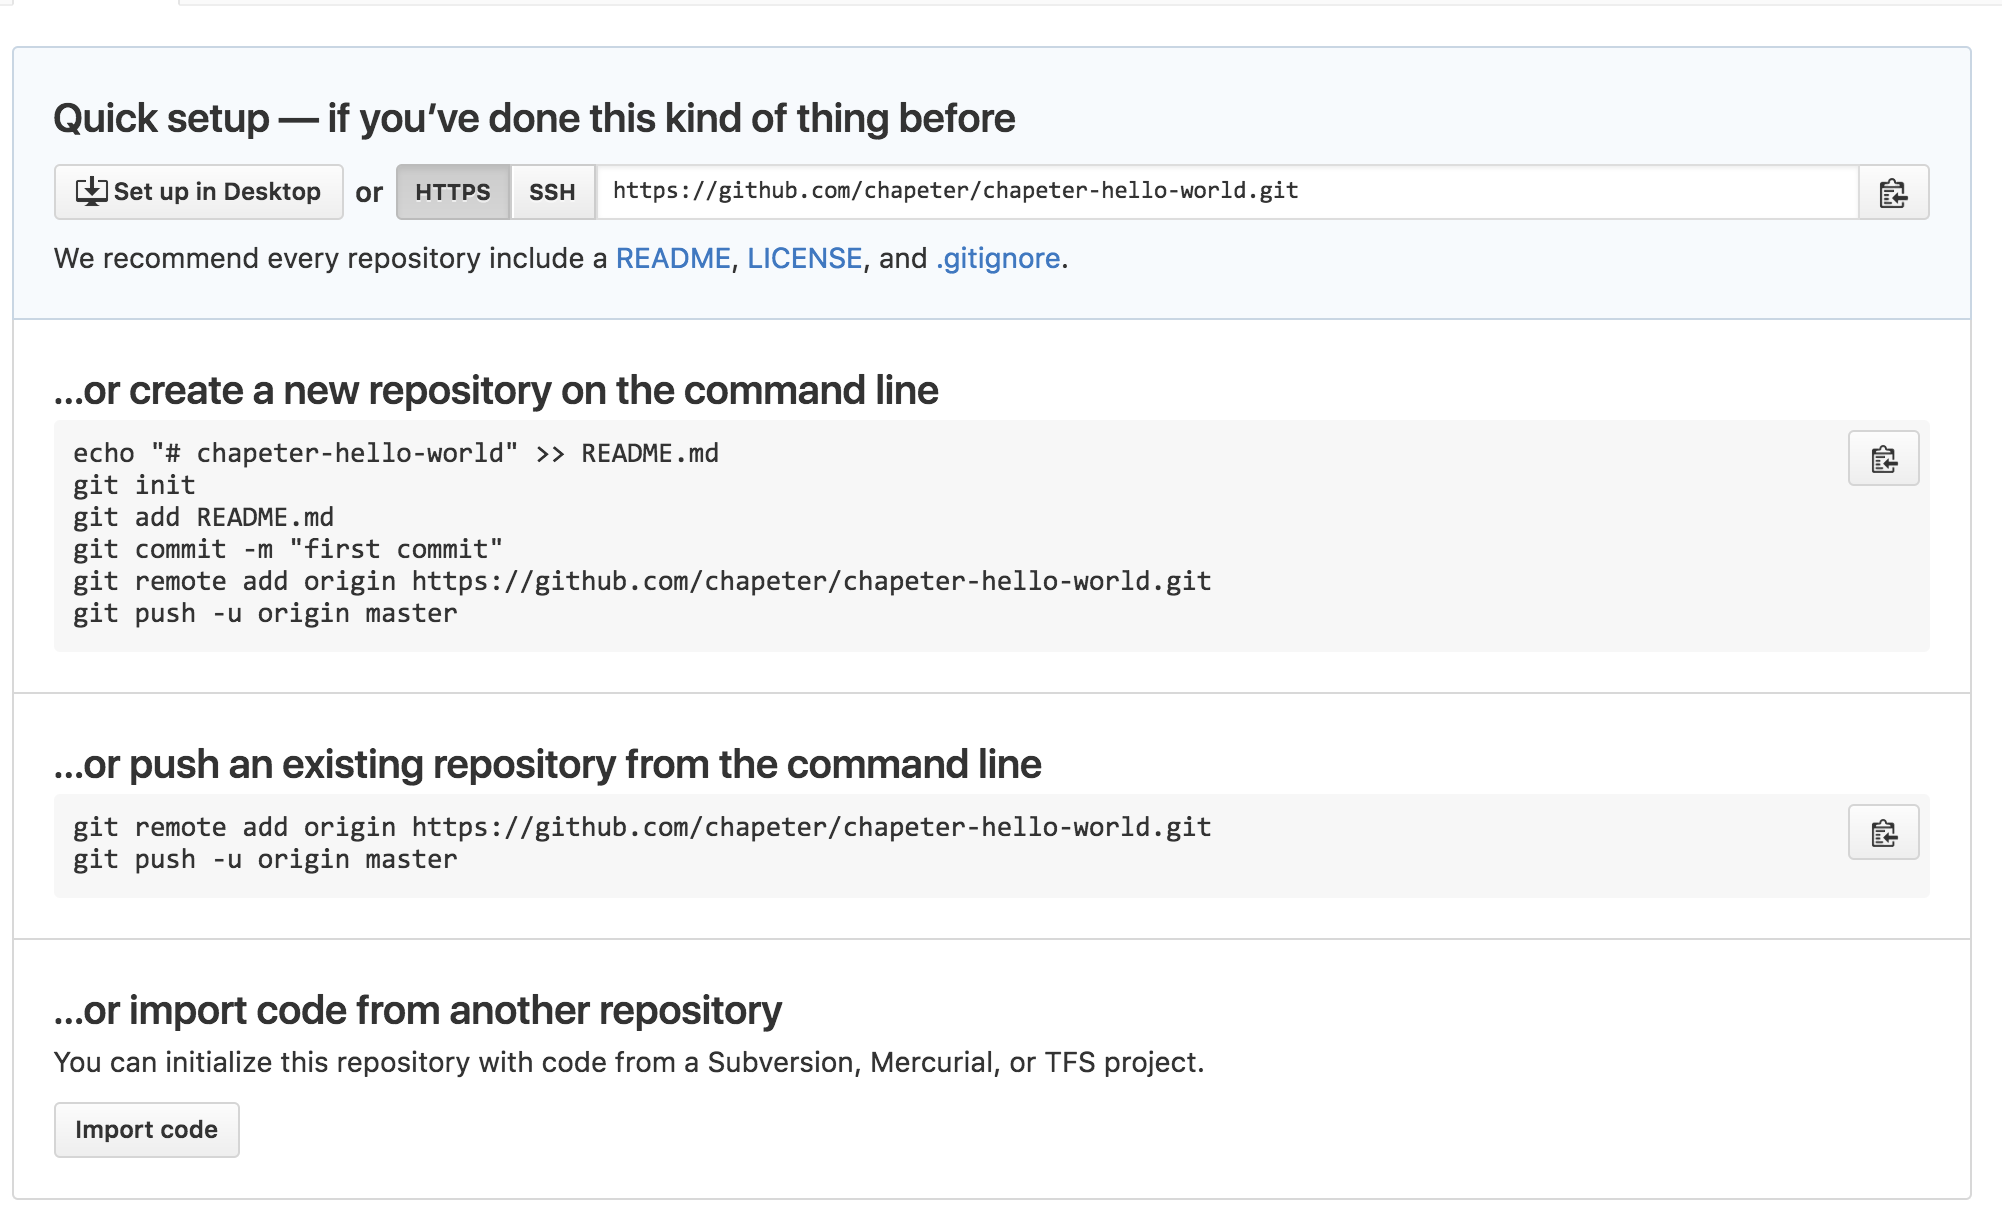 Quick setup — if you’ve done this kind of thing before
Set up in Desktop or HTTPS SSH https://github.com/chapeter/chapeter-hello-world.git
We recommend every repository include a README, LICENSE, and .gitignore.
…or create a new repository on the command line
echo "# chapeter-hello-world" >> README.md
git init
git add README.md
git commit -m "first commit"
git remote add origin https://github.com/chapeter/chapeter-hello-world.git
git push -u origin master
…or push an existing repository from the command line
git remote add origin https://github.com/chapeter/chapeter-hello-world.git
git push -u origin master
…or import code from another repository
You can initialize this repository with code from a Subversion, Mercurial, or TFS project.
Import code